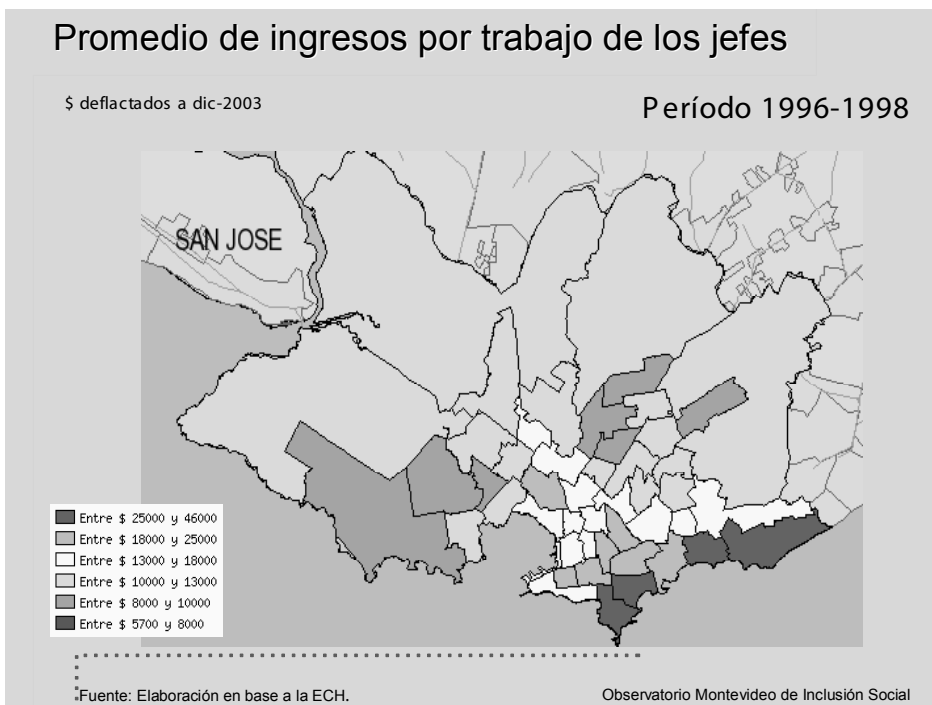 Promedio de ingresos por trabajo de los jefes
$ deflactados a dic-2003
Período 1996-1998
SAN JOSE
Entre $ 25000 y 46000
Entre $ 18000 y 25000
Entre $ 13000 y 18000
Entre $ 10000 y 13000
Entre $ 8000 y 10000
Entre $ 5700 y 8000
Fuente: Elaboración en base a la ECH.
Observatorio Montevideo de Inclusión Social